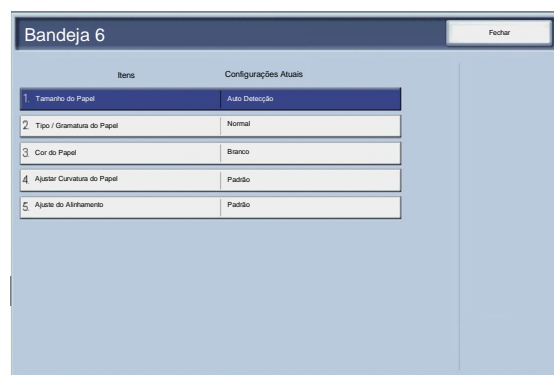 Bandeja 6
Fechar
Itens Configurações Atuais
1. Tamanho do Papel Auto Detecção
2. Tipo / Gramatura do Papel Normal
3. Cor do Papel Branco
4. Ajustar Curvatura do Papel Padrão
5. Ajuste do Alinhamento Padrão